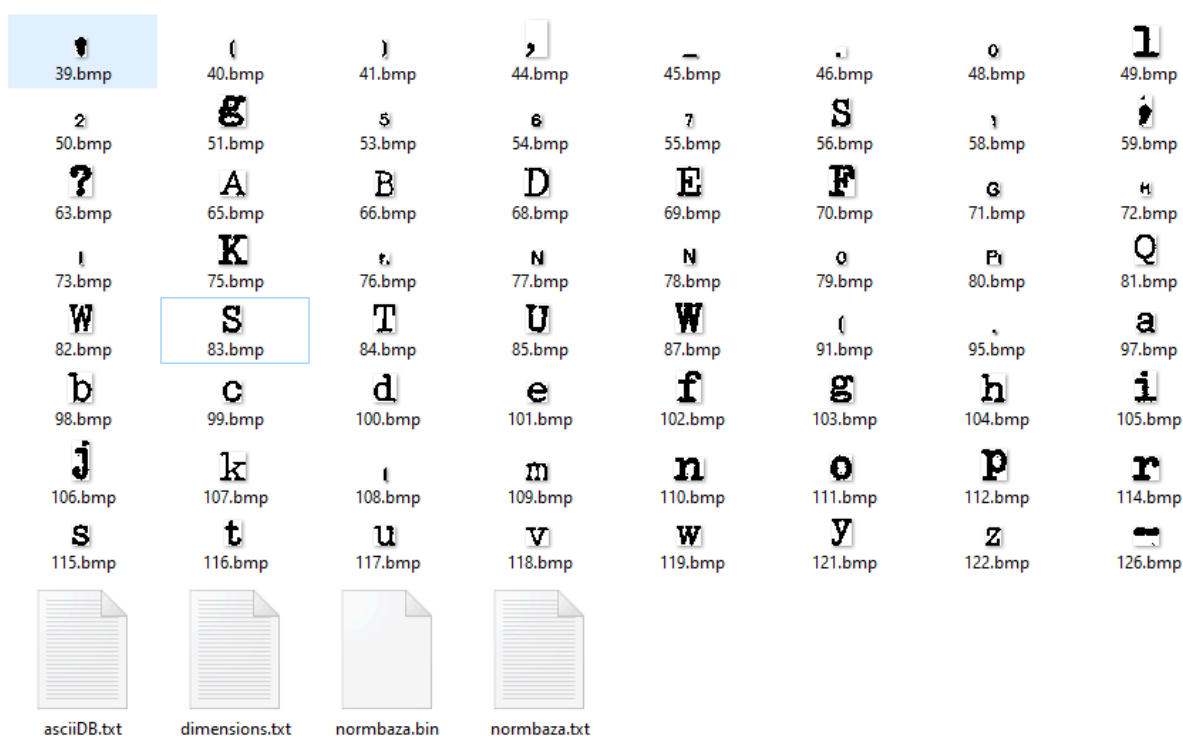 ( ) , _ . o 1
39.bmp 40.bmp 41.bmp 44.bmp 45.bmp 46.bmp 48.bmp 49.bmp
2 g 5 6 7 S
50.bmp 51.bmp 53.bmp 54.bmp 55.bmp 56.bmp 58.bmp 59.bmp
? A B D E F G H
63.bmp 65.bmp 66.bmp 68.bmp 69.bmp 70.bmp 71.bmp 72.bmp
I K r. N N O Pi Q
73.bmp 75.bmp 76.bmp 77.bmp 78.bmp 79.bmp 80.bmp 81.bmp
W S T U W ( a
82.bmp 83.bmp 84.bmp 85.bmp 87.bmp 91.bmp 95.bmp 97.bmp
b c d e f g h i
98.bmp 99.bmp 100.bmp 101.bmp 102.bmp 103.bmp 104.bmp 105.bmp
j k m n o p r
106.bmp 107.bmp 108.bmp 109.bmp 110.bmp 111.bmp 112.bmp 114.bmp
s t u v w y z
115.bmp 116.bmp 117.bmp 118.bmp 119.bmp 121.bmp 122.bmp 126.bmp
asciiDB.txt dimensions.txt normbaza.bin normbaza.txt